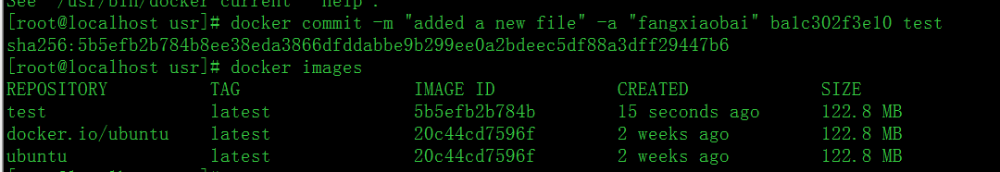 See '/usr/bin/docker-current --help'.
[root@localhost usr]# docker commit -m "added a new file" -a "fangxiaobai" ba1c302f3e10 test
sha256:5b5efb2b784b8ee38eda3866dfddabbe9b299ee0a2bdeec5df88a3dff29447b6
[root@localhost usr]# docker images
REPOSITORY TAG IMAGE ID CREATED SIZE
test latest 5b5efb2b784b 15 seconds ago 122.8 MB
docker.io/ubuntu latest 20c44cd7596f 2 weeks ago 122.8 MB
ubuntu latest 20c44cd7596f 2 weeks ago 122.8 MB